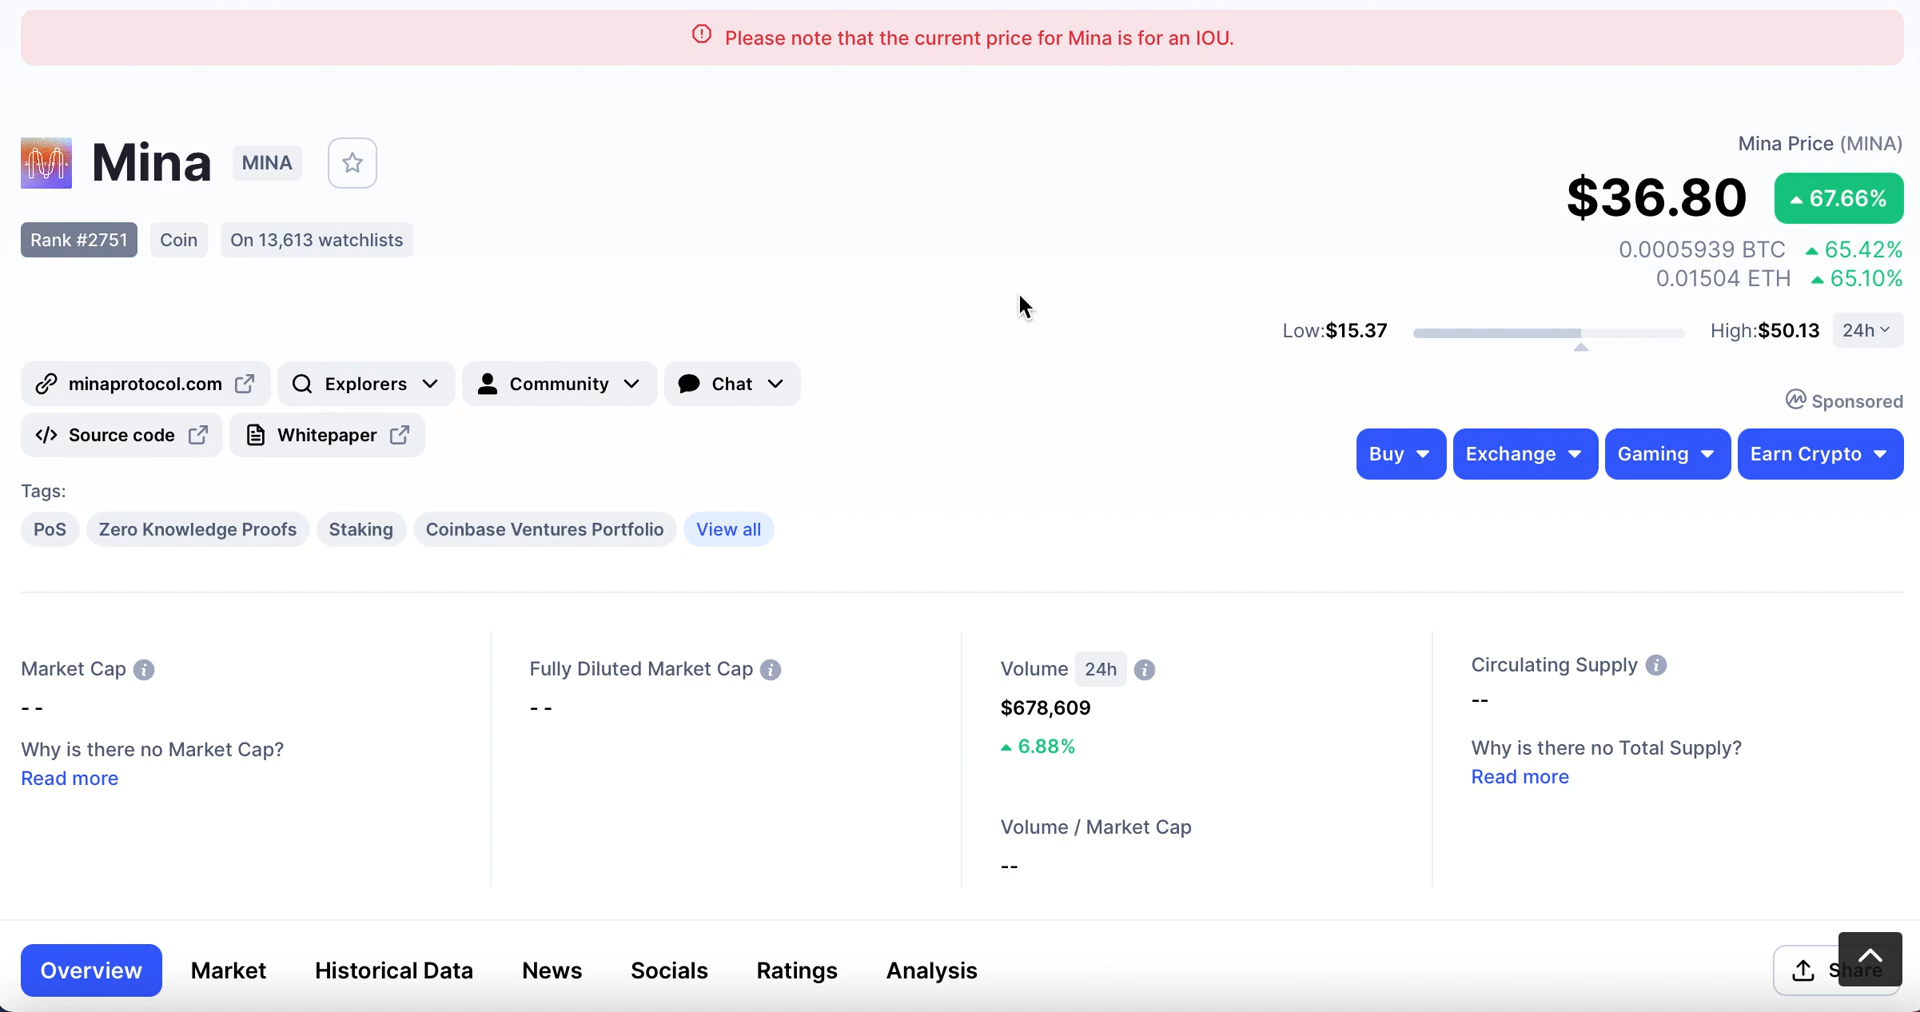 Please note that the current price for Mina is for an IOU.
Mina MINA
Rank #2751 Coin On 13,613 watchlists
Mina Price (MINA)
$36.80 67.66%
0.0005939 BTC 65.42%
0.01504 ETH 65.10%
Low:$15.37 High:$50.13 24h
minaprotocol.com Explorers Community Chat
Source code Whitepaper
Sponsored
Buy Exchange Gaming Earn Crypto
Tags:
PoS Zero Knowledge Proofs Staking Coinbase Ventures Portfolio View all
Market Cap
- -
Why is there no Market Cap?
Read more
Fully Diluted Market Cap
- -
Volume 24h
$678,609
6.88%
Volume / Market Cap
--
Circulating Supply
--
Why is there no Total Supply?
Read more
Overview Market Historical Data News Socials Ratings Analysis Share